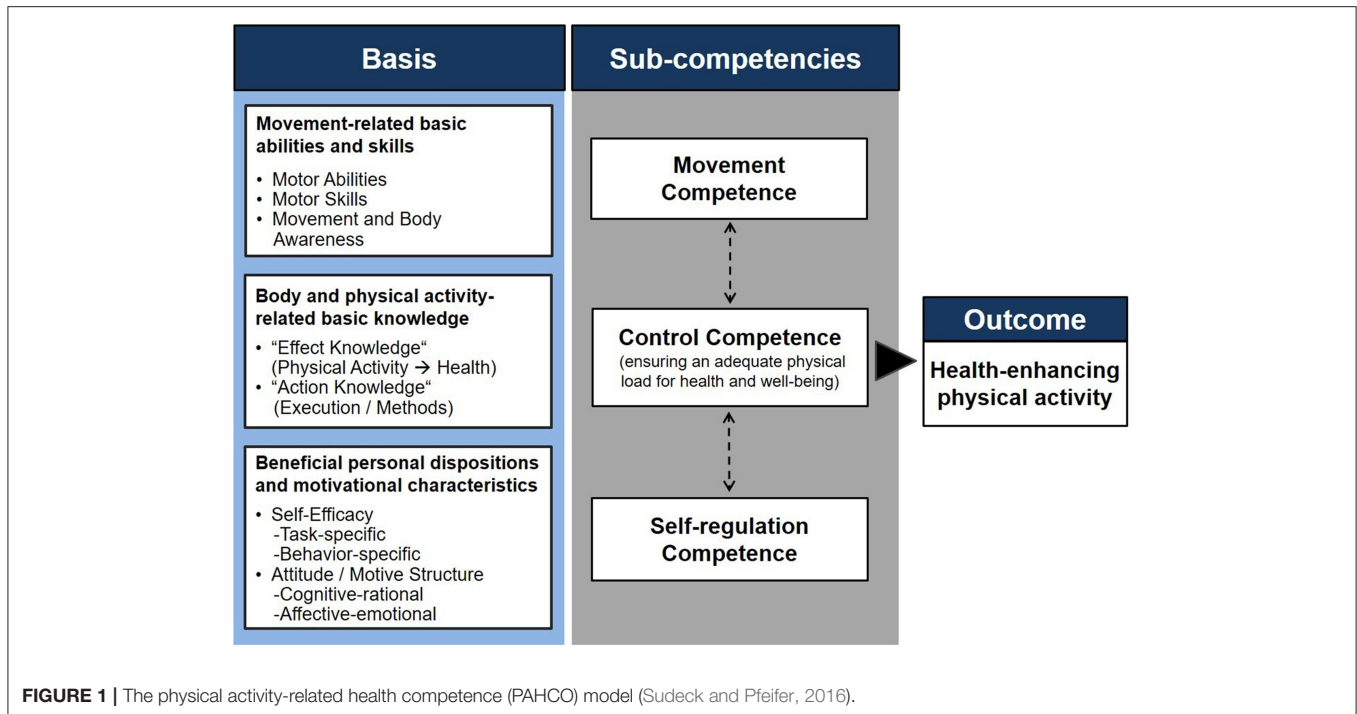 Basis
Movement-related basic
abilities and skills
• Motor Abilities
• Motor Skills
• Movement and Body
Awareness
Body and physical activity-
related basic knowledge
• “Effect Knowledge“
(Physical Activity → Health)
• “Action Knowledge“
(Execution / Methods)
Beneficial personal dispositions
and motivational characteristics
• Self-Efficacy
-Task-specific
-Behavior-specific
• Attitude / Motive Structure
-Cognitive-rational
-Affective-emotional
Sub-competencies
Movement
Competence
Control Competence
(ensuring an adequate physical
load for health and well-being)
Self-regulation
Competence
Outcome
Health-enhancing
physical activity
FIGURE 1 | The physical activity-related health competence (PAHCO) model (Sudeck and Pfeifer, 2016).